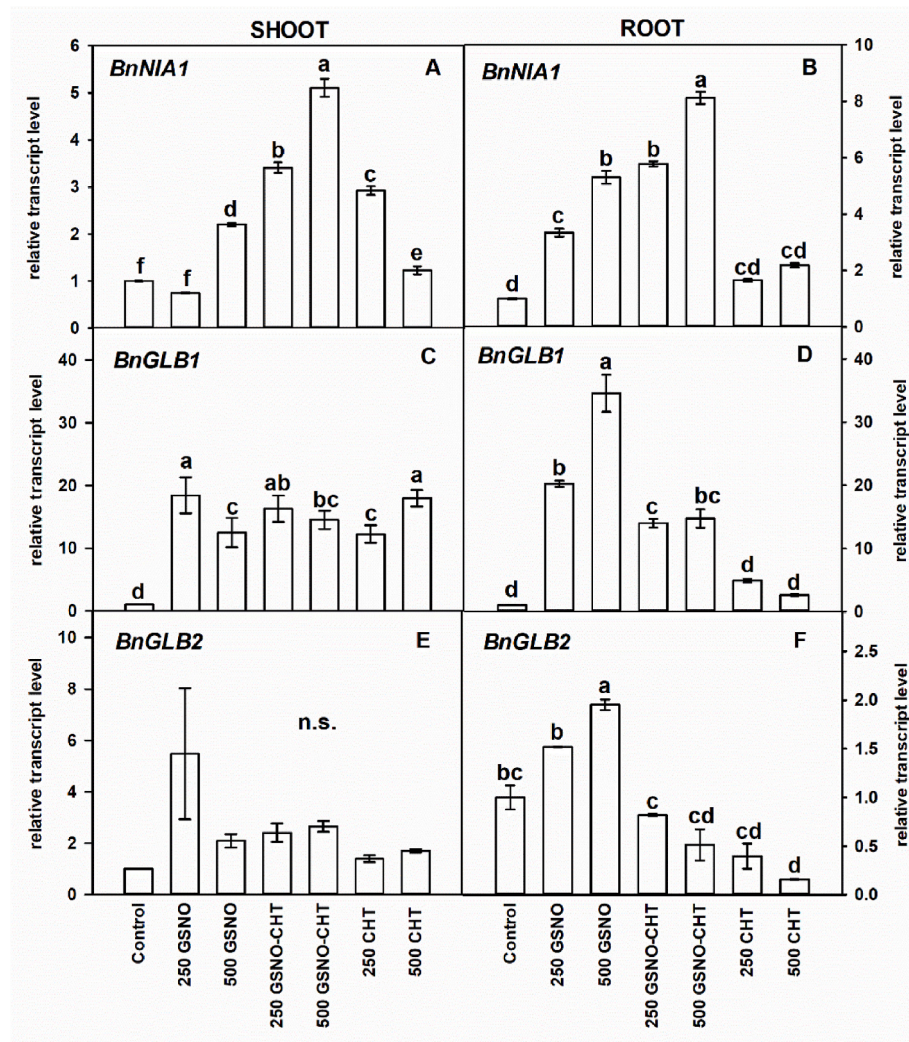 SHOOT
ROOT
relative transcript level
6
5
4
3
2
1
0
BnNIA1
A
f
f
d
b
a
c
e
BnNIA1
B
d
c
b
b
a
cd
cd
10
8
6
4
2
0
relative transcript level
relative transcript level
40
30
20
10
0
BnGLB1
C
d
a
c
ab
bc
c
a
BnGLB1
D
d
b
a
c
bc
d
d
40
30
20
10
0
relative transcript level
relative transcript level
10
8
6
4
2
0
BnGLB2
E
n.s.
BnGLB2
F
bc
b
a
c
cd
cd
d
2.5
2.0
1.5
1.0
0.5
0.0
relative transcript level
Control
250 GSNO
500 GSNO
250 GSNO-CHT
500 GSNO-CHT
250 CHT
500 CHT
Control
250 GSNO
500 GSNO
250 GSNO-CHT
500 GSNO-CHT
250 CHT
500 CHT